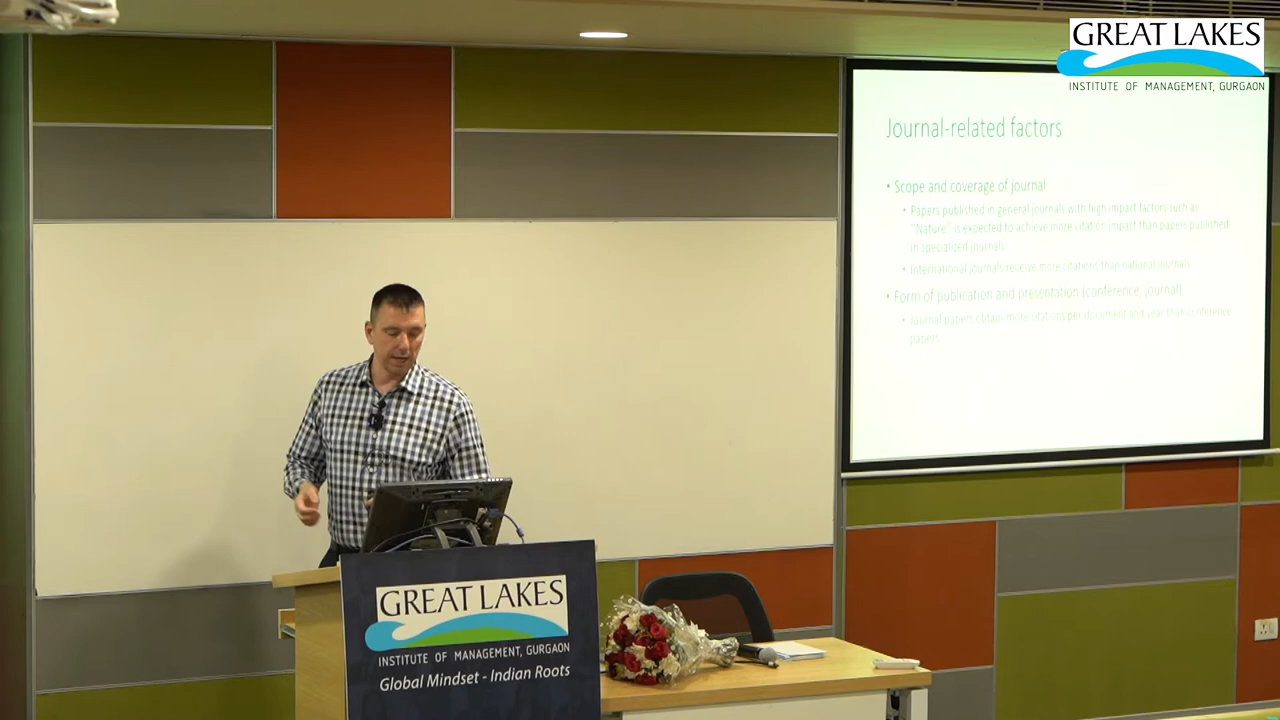 GREAT LAKES
INSTITUTE OF MANAGEMENT, GURGAON
Journal-related factors
• Scope and coverage of journal
• Papers published in general journals with high impact factors such as
"Nature" is expected to achieve more citation impact than papers published
in specialized journals
• International journals receive more citations than national journals
• Form of publication and presentation (conference, journal)
• Journal papers obtain more citations per document and year than conference
papers
GREAT LAKES
INSTITUTE OF MANAGEMENT, GURGAON
Global Mindset - Indian Roots